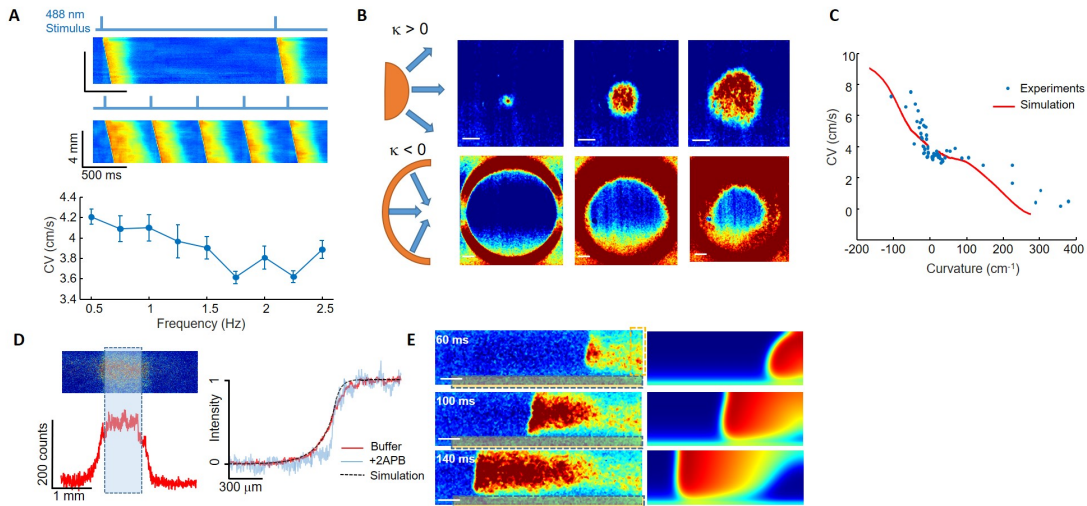 A
488 nm
Stimulus
4 mm
500 ms
4.4
4.2
4.0
3.8
3.6
3.4
CV (cm/s)
0.5
1
1.5
2
2.5
Frequency (Hz)
B
κ > 0
κ < 0
C
CV (cm/s)
10
8
6
4
2
0
-200
-100
0
100
200
300
400
Curvature (cm⁻¹)
Experiments
Simulation
D
200 counts
1 mm
Intensity
1
0
300 μm
Buffer
+2APB
Simulation
E
60 ms
100 ms
140 ms